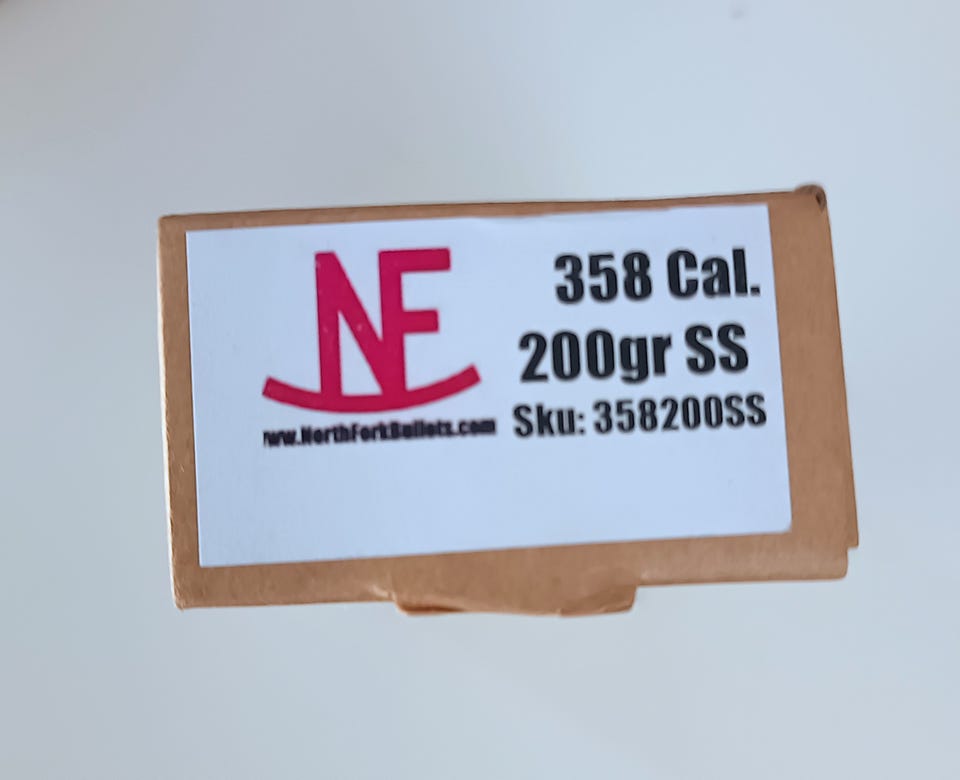 NF
www.NorthForkBullets.com
358 Cal.
200gr SS
Sku: 358200SS